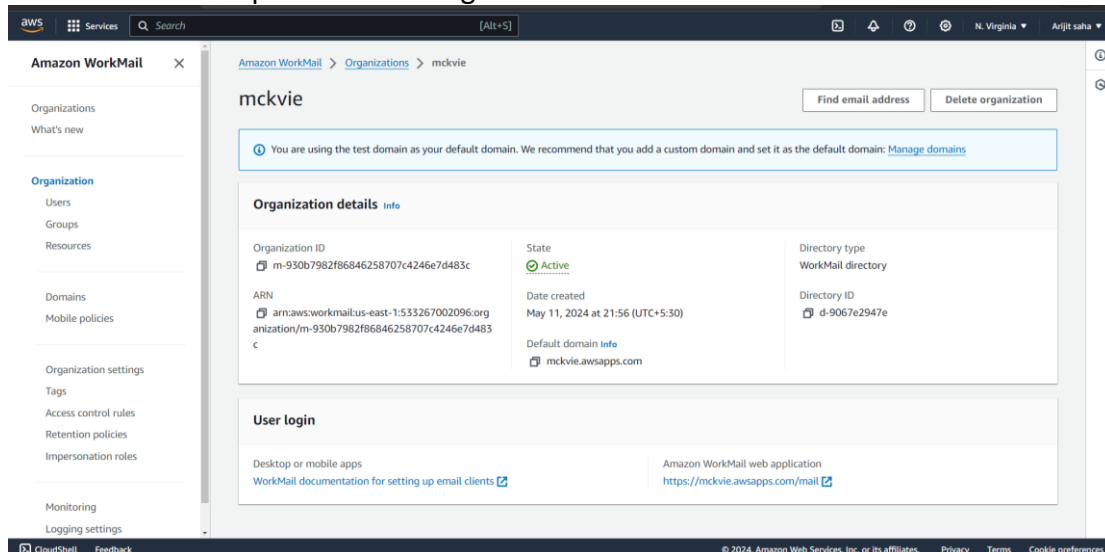 aws Services Search [Alt+S] N. Virginia ▼ Arijit saha ▼
Amazon WorkMail
Organizations
What's new
Organization
Users
Groups
Resources
Domains
Mobile policies
Organization settings
Tags
Access control rules
Retention policies
Impersonation roles
Monitoring
Logging settings
Amazon WorkMail > Organizations > mckvie
mckvie
Find email address Delete organization
You are using the test domain as your default domain. We recommend that you add a custom domain and set it as the default domain: Manage domains
Organization details Info
Organization ID
m-930b7982f86846258707c4246e7d483c
ARN
arn:aws:workmail:us-east-1:533267002096:org
anization/m-930b7982f86846258707c4246e7d483
c
State
Active
Date created
May 11, 2024 at 21:56 (UTC+5:30)
Default domain Info
mckvie.awsapps.com
Directory type
WorkMail directory
Directory ID
d-9067e2947e
User login
Desktop or mobile apps
WorkMail documentation for setting up email clients
Amazon WorkMail web application
https://mckvie.awsapps.com/mail
CloudShell Feedback © 2024, Amazon Web Services, Inc. or its affiliates. Privacy Terms Cookie preferences